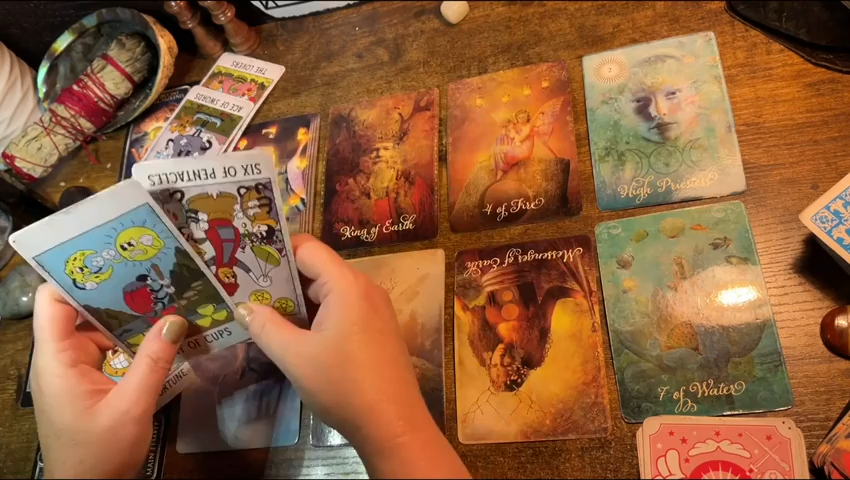 THE LOVERS
ACE OF SWORDS
SIX OF PENTACLES
OF CUPS
King of Earth
4 of Fire
2
High Priestess
Messenger of Earth
7 of Water